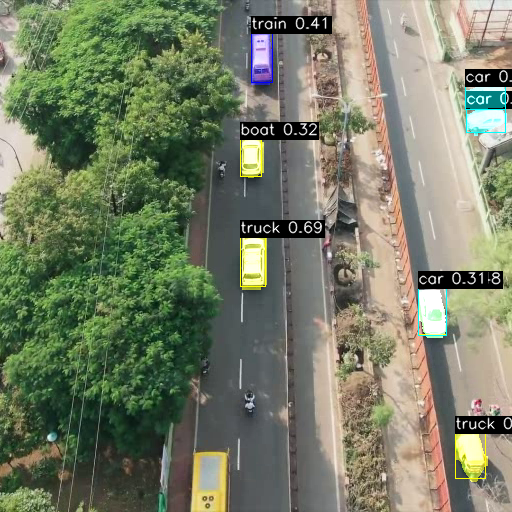 train 0.41
car 0.
car 0.
boat 0.32
truck 0.69
car 0.31
truck 0